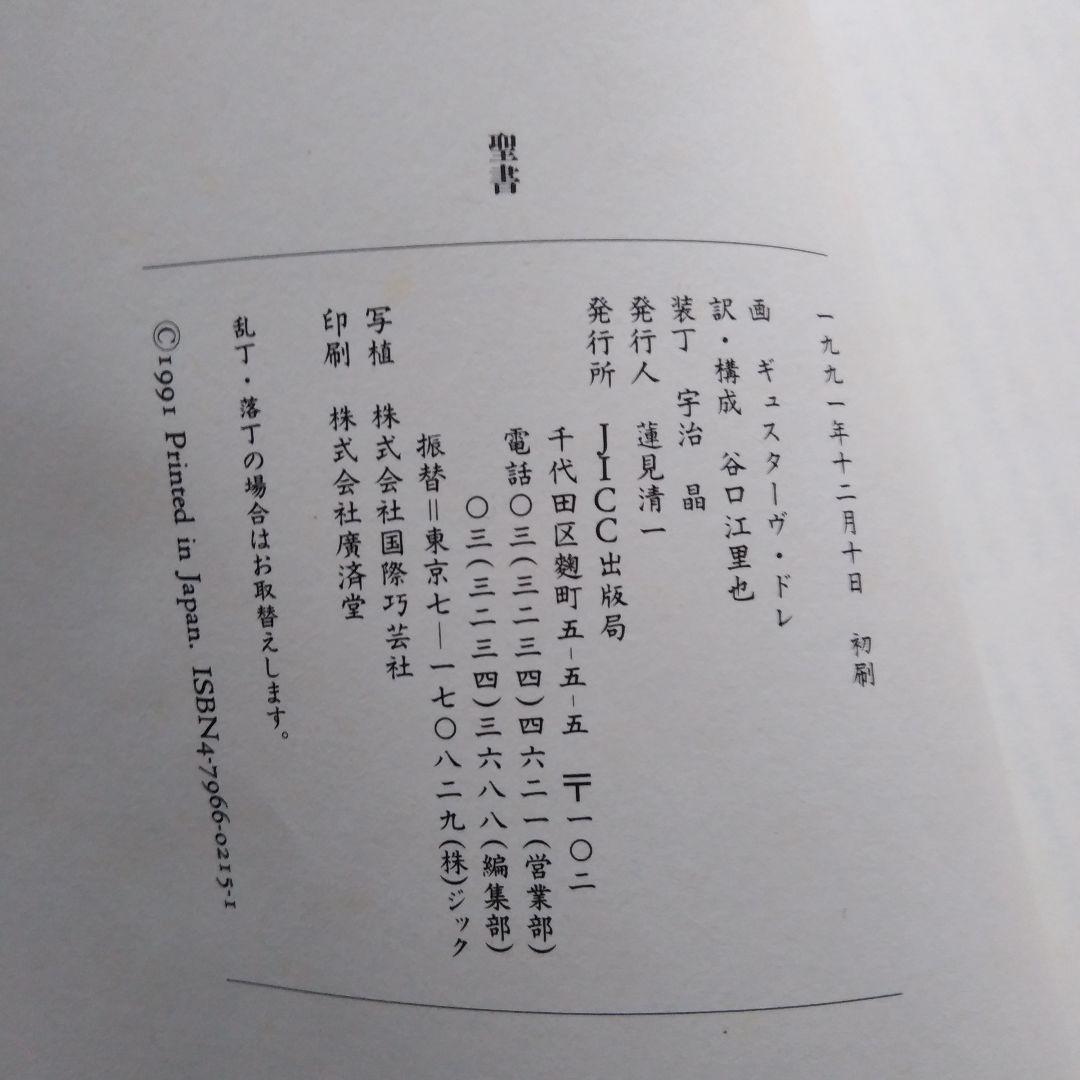 聖書
一九九一年十二月十日　初刷
画　ギュスターヴ・ドレ
訳・構成　谷口江里也
装丁　宇治　晶
発行人　蓮見清一
発行所　JICC出版局
千代田区麴町五−五−五　〒一〇二
電話〇三(三二三四)四六二一(営業部)
〇三(三二三四)三六八八(編集部)
振替＝東京七—一七〇八二九(株)ジック
写植　株式会社国際巧芸社
印刷　株式会社廣済堂
乱丁・落丁の場合はお取替えします。
©1991 Printed in Japan. ISBN4-7966-0215-1